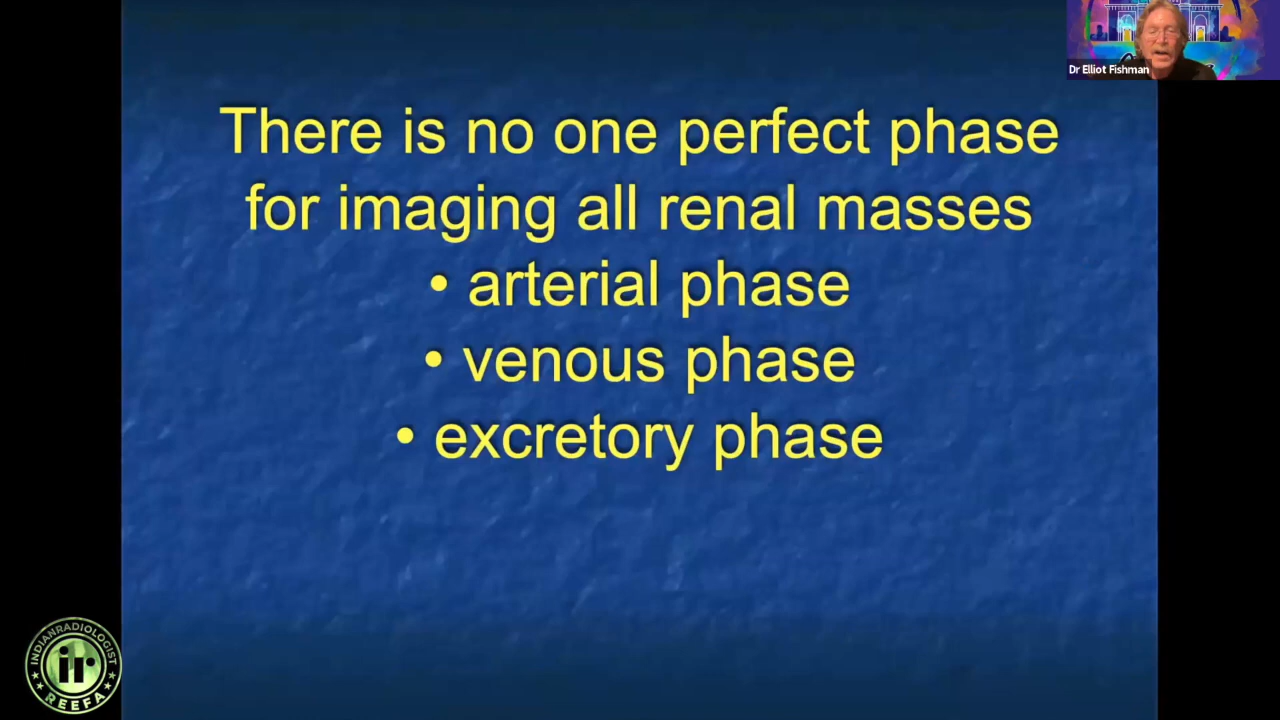 Dr Elliot Fishman
There is no one perfect phase
for imaging all renal masses
• arterial phase
• venous phase
• excretory phase
INDIANRADIOLOGIST
ir
REEFA